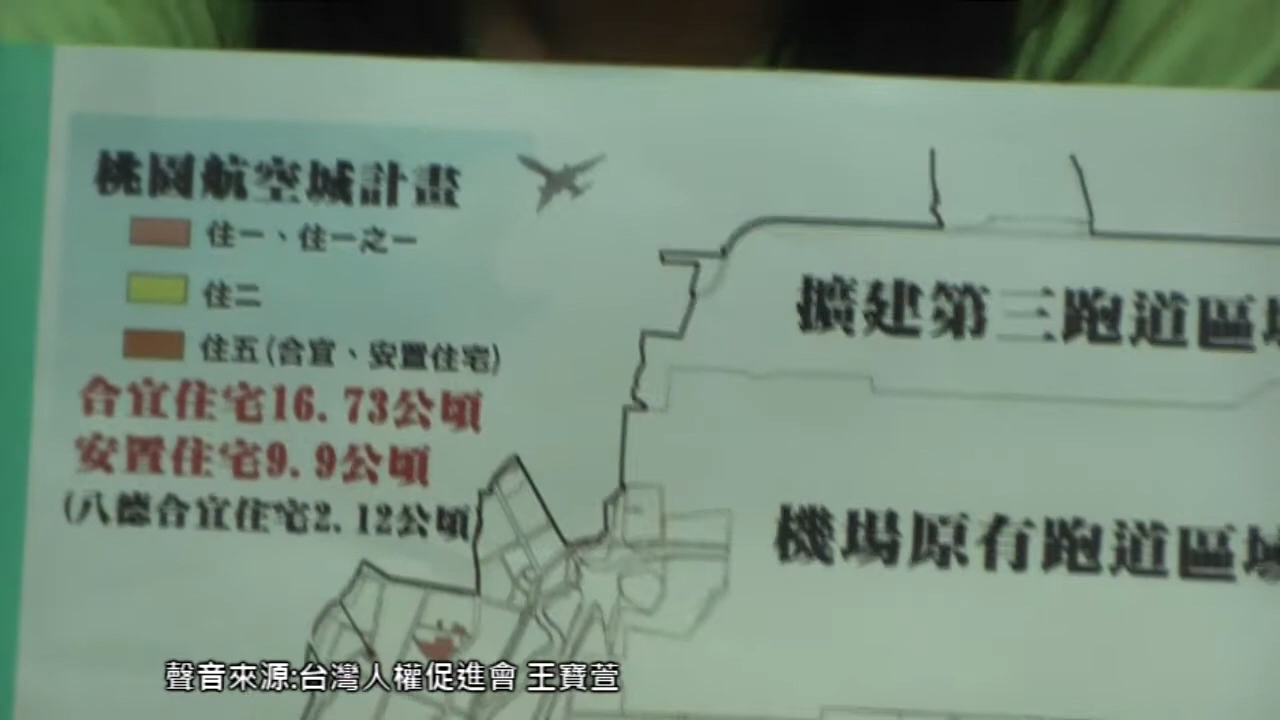 桃園航空城計畫
住一、住一之一
住二
住五(合宜、安置住宅)
合宜住宅16.73公頃
安置住宅9.9公頃
(八德合宜住宅2.12公頃)
擴建第三跑道區域
機場原有跑道區域
聲音來源:台灣人權促進會 王寶萱